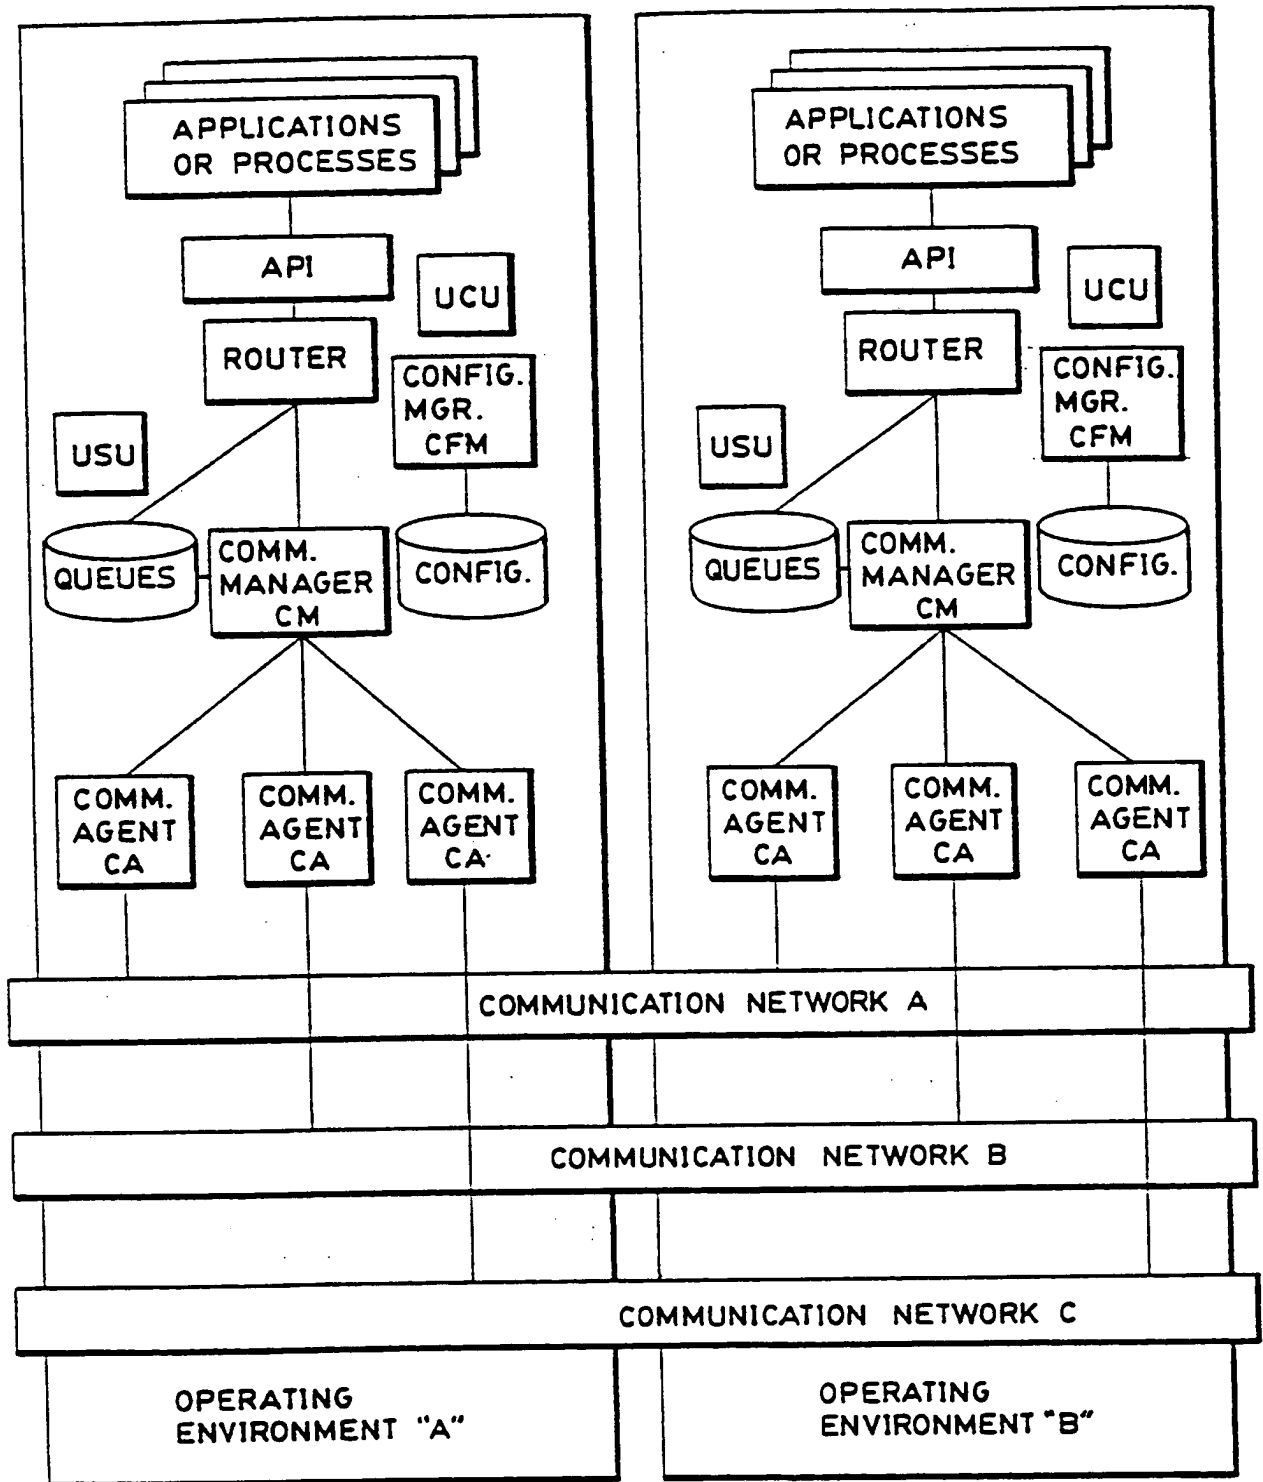 APPLICATIONS
OR PROCESSES
API
UCU
ROUTER
CONFIG.
MGR.
CFM
USU
QUEUES
COMM.
MANAGER
CM
CONFIG.
COMM.
AGENT
CA
COMM.
AGENT
CA
COMM.
AGENT
CA
APPLICATIONS
OR PROCESSES
API
UCU
ROUTER
CONFIG.
MGR.
CFM
USU
QUEUES
COMM.
MANAGER
CM
CONFIG.
COMM.
AGENT
CA
COMM.
AGENT
CA
COMM.
AGENT
CA
COMMUNICATION NETWORK A
COMMUNICATION NETWORK B
COMMUNICATION NETWORK C
OPERATING
ENVIRONMENT "A"
OPERATING
ENVIRONMENT "B"